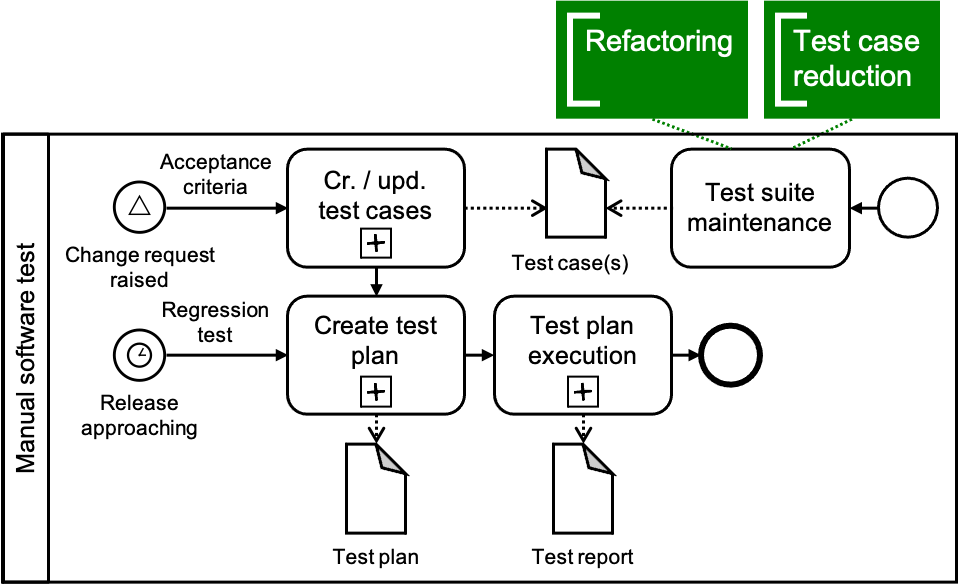 Refactoring
Test case
reduction
Manual software test
Acceptance
criteria
Change request
raised
Cr. / upd.
test cases
Test case(s)
Test suite
maintenance
Regression
test
Release
approaching
Create test
plan
Test plan
execution
Test plan
Test report